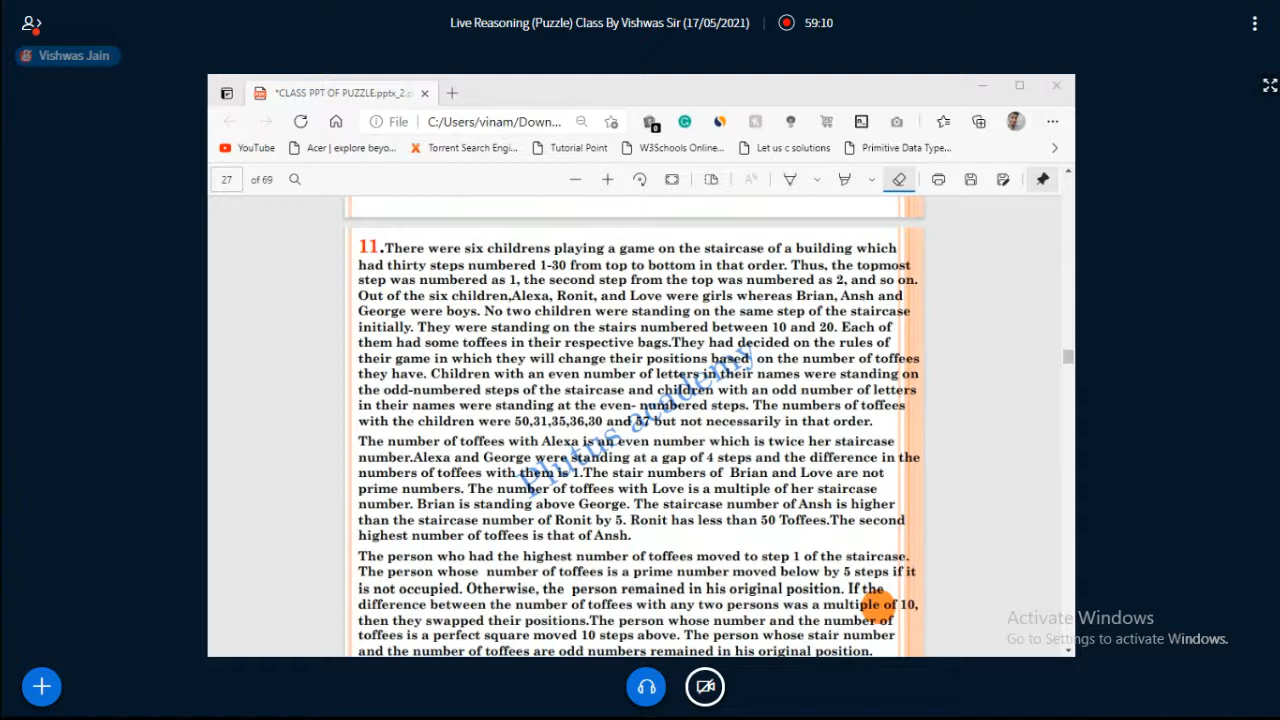 Live Reasoning (Puzzle) Class By Vishwas Sir (17/05/2021)
59:10
Vishwas Jain
*CLASS PPT OF PUZZLE.pptx_2.p
File
C:/Users/vinam/Down...
YouTube
Acer | explore beyo...
Torrent Search Engi...
Tutorial Point
W3Schools Online...
Let us c solutions
Primitive Data Type...
27 of 69
11.There were six childrens playing a game on the staircase of a building which
had thirty steps numbered 1-30 from top to bottom in that order. Thus, the topmost
step was numbered as 1, the second step from the top was numbered as 2, and so on.
Out of the six children,Alexa, Ronit, and Love were girls whereas Brian, Ansh and
George were boys. No two children were standing on the same step of the staircase
initially. They were standing on the stairs numbered between 10 and 20. Each of
them had some toffees in their respective bags.They had decided on the rules of
their game in which they will change their positions based on the number of toffees
they have. Children with an even number of letters in their names were standing on
the odd-numbered steps of the staircase and children with an odd number of letters
in their names were standing at the even- numbered steps. The numbers of toffees
with the children were 50,31,35,36,30 and 57 but not necessarily in that order.
The number of toffees with Alexa is an even number which is twice her staircase
number.Alexa and George were standing at a gap of 4 steps and the difference in the
numbers of toffees with them is 1.The stair numbers of Brian and Love are not
prime numbers. The number of toffees with Love is a multiple of her staircase
number. Brian is standing above George. The staircase number of Ansh is higher
than the staircase number of Ronit by 5. Ronit has less than 50 Toffees.The second
highest number of toffees is that of Ansh.
The person who had the highest number of toffees moved to step 1 of the staircase.
The person whose number of toffees is a prime number moved below by 5 steps if it
is not occupied. Otherwise, the person remained in his original position. If the
difference between the number of toffees with any two persons was a multiple of 10,
then they swapped their positions.The person whose number and the number of
toffees is a perfect square moved 10 steps above. The person whose stair number
and the number of toffees are odd numbers remained in his original position.
Plutus academy
Activate Windows
Go to Settings to activate Windows.